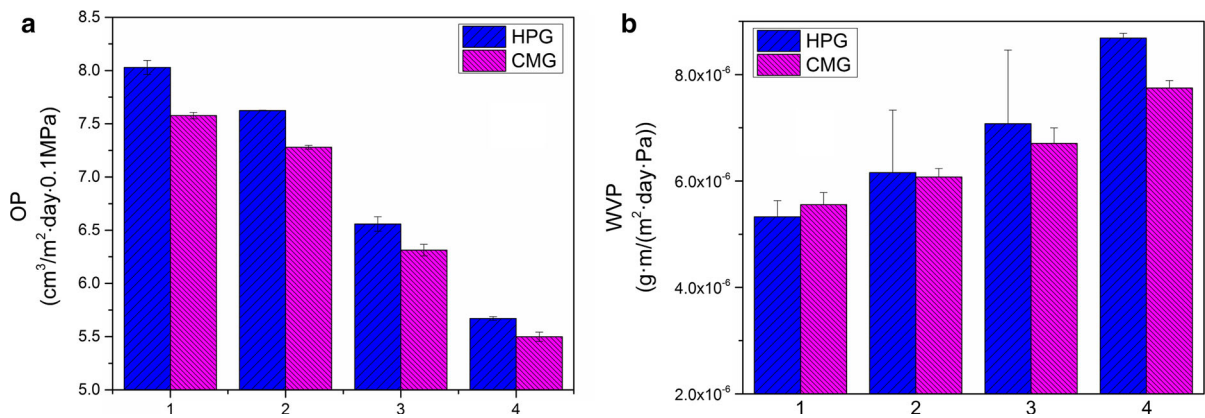 a
8.5
8.0
7.5
7.0
6.5
6.0
5.5
5.0
OP
(cm³/m²·day·0.1MPa)
HPG
CMG
1 2 3 4
b
8.0x10⁻⁶
6.0x10⁻⁶
4.0x10⁻⁶
2.0x10⁻⁶
WVP
(g·m/(m²·day·Pa))
HPG
CMG
1 2 3 4